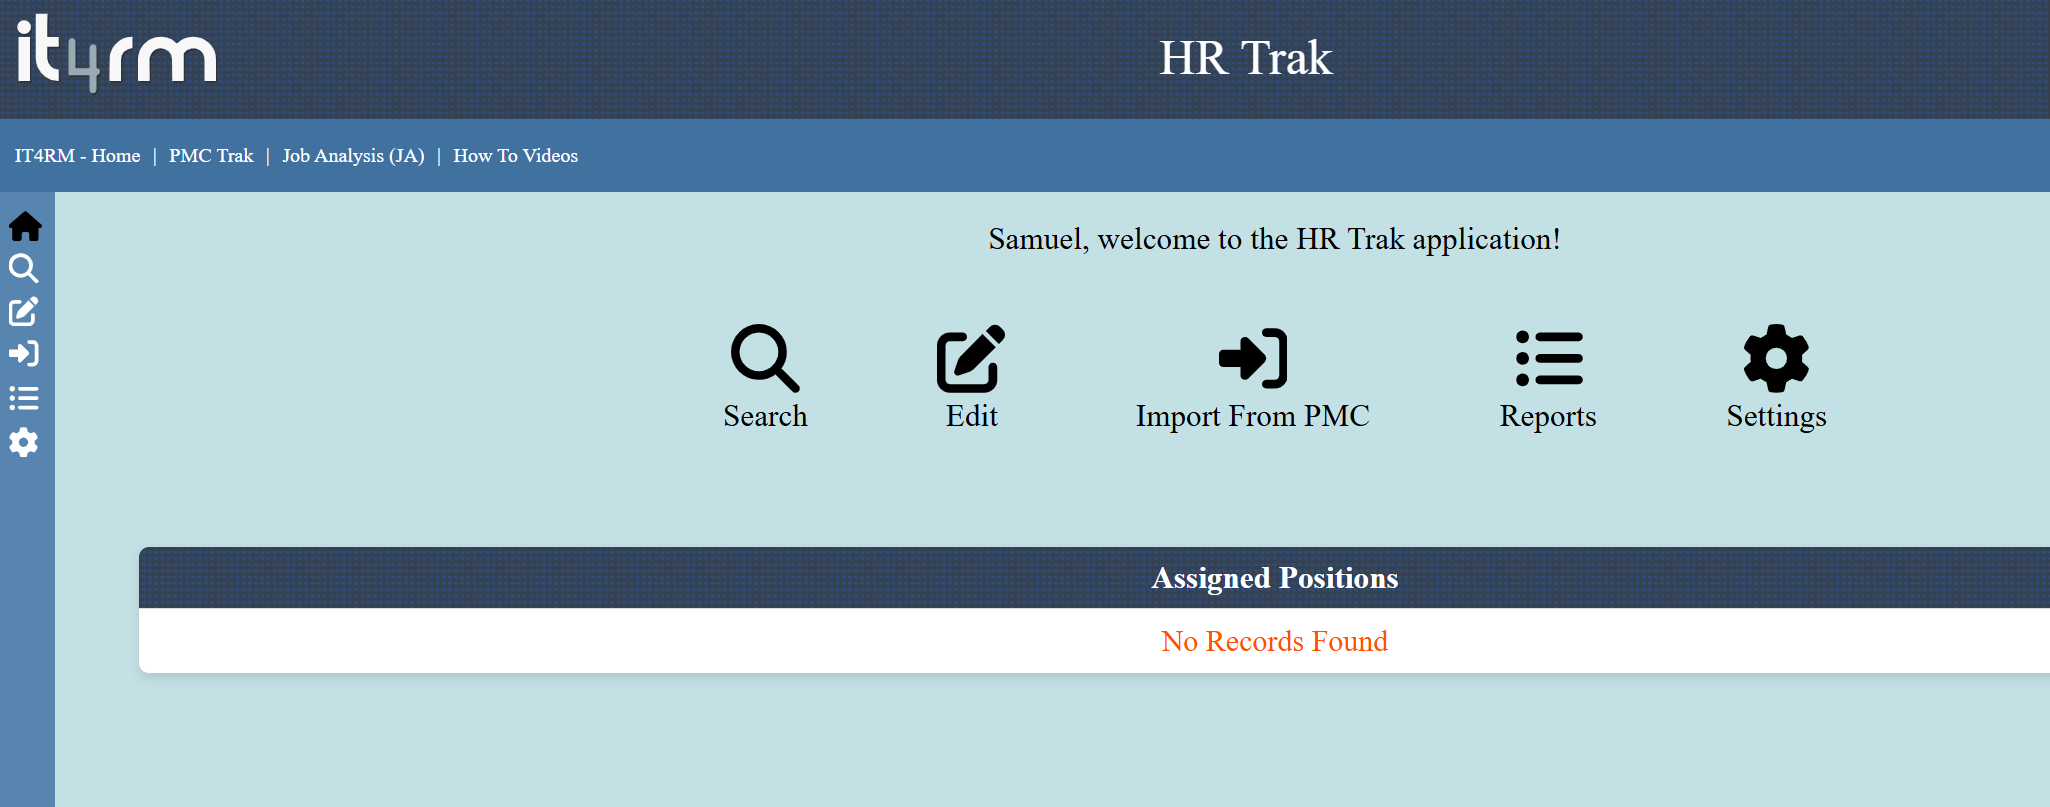 it4rm
HR Trak
IT4RM - Home | PMC Trak | Job Analysis (JA) | How To Videos
Samuel, welcome to the HR Trak application!
Search Edit Import From PMC Reports Settings
Assigned Positions
No Records Found